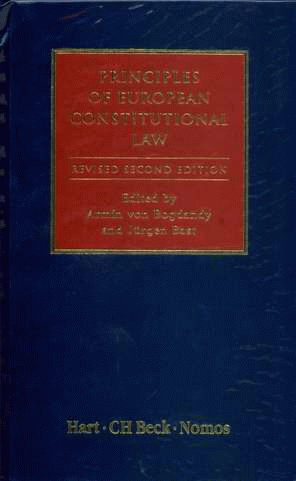 PRINCIPLES
OF EUROPEAN
CONSTITUTIONAL
LAW
REVISED SECOND EDITION
Edited by
Armin von Bogdandy
and Jürgen Bast
Hart · CH Beck · Nomos